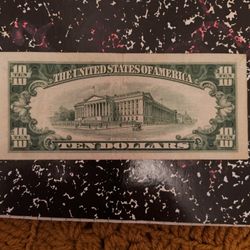 10 10
THE UNITED STATES OF AMERICA
TEN DOLLARS
10 10